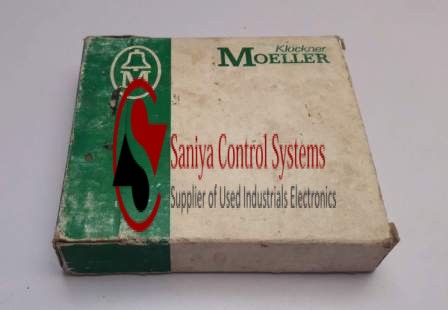 Klöckner
MOELLER
M
Saniya Control Systems
Supplier of Used Industrials Electronics